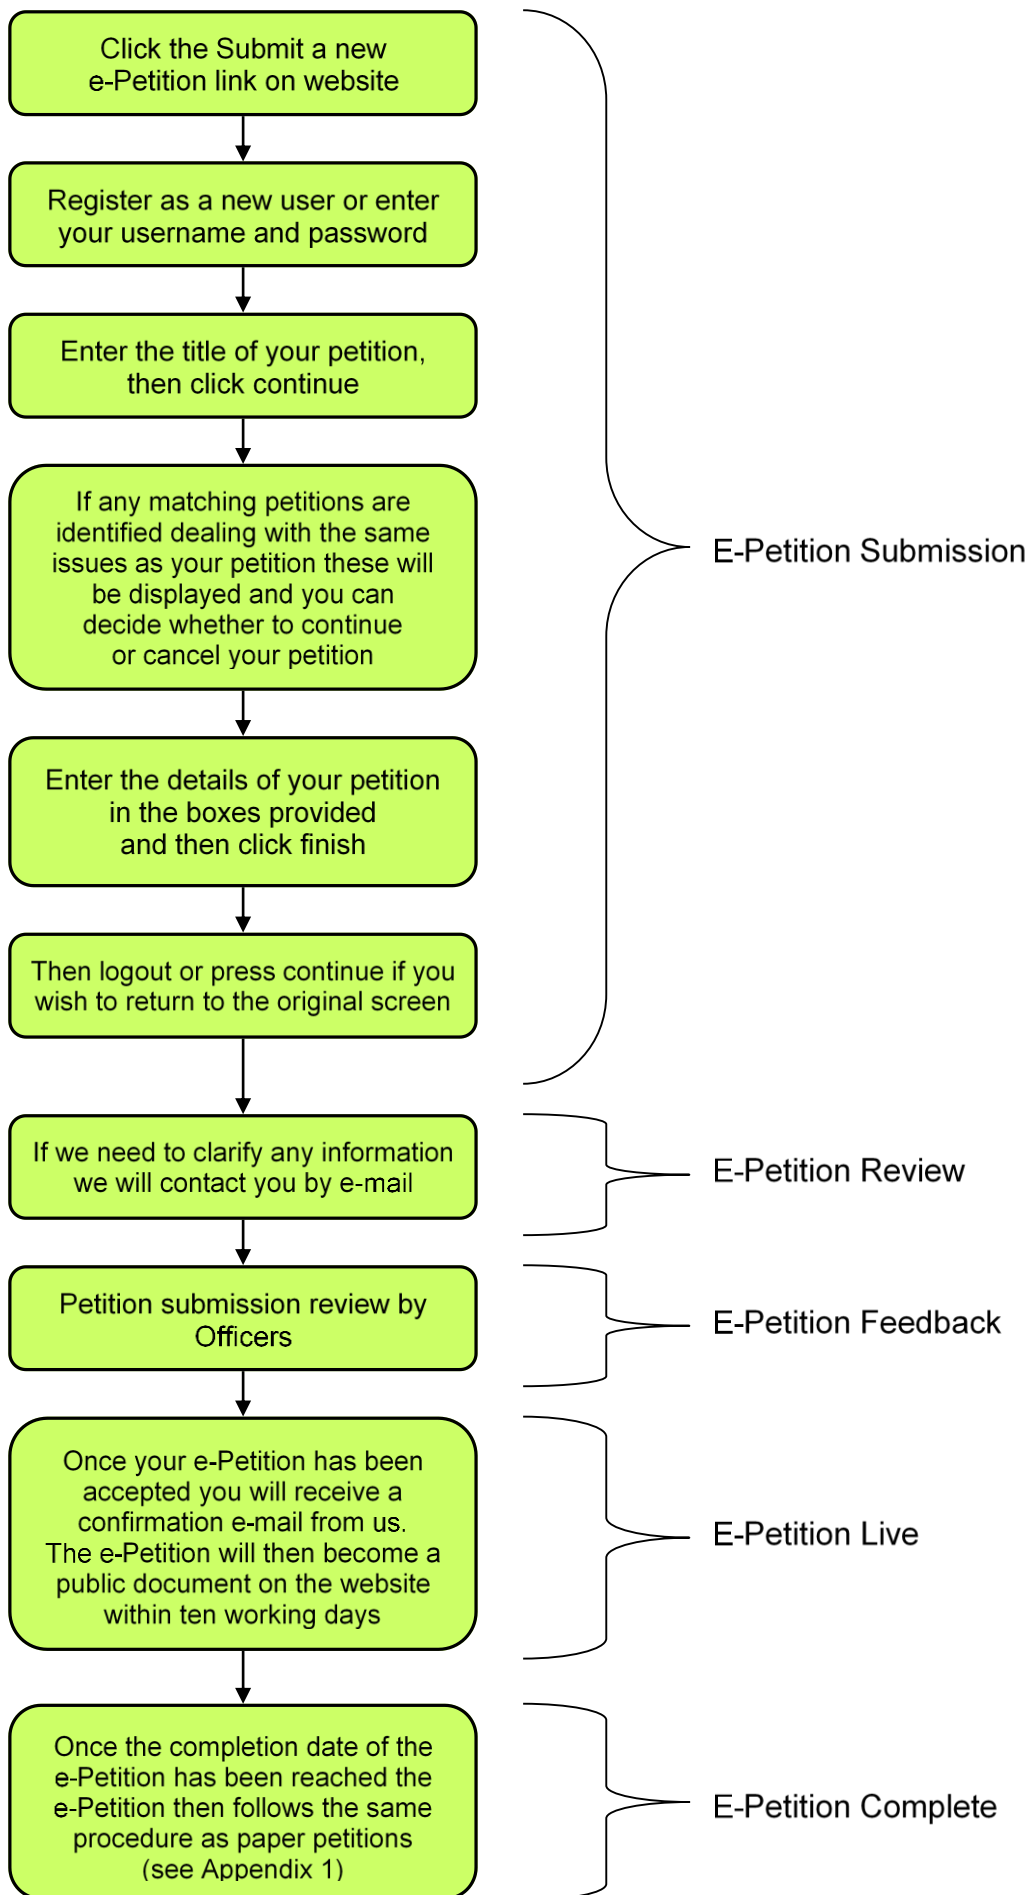 Click the Submit a new
e-Petition link on website
Register as a new user or enter
your username and password
Enter the title of your petition,
then click continue
If any matching petitions are
identified dealing with the same
issues as your petition these will
be displayed and you can
decide whether to continue
or cancel your petition
Enter the details of your petition
in the boxes provided
and then click finish
Then logout or press continue if you
wish to return to the original screen
E-Petition Submission
If we need to clarify any information
we will contact you by e-mail
E-Petition Review
Petition submission review by
Officers
E-Petition Feedback
Once your e-Petition has been
accepted you will receive a
confirmation e-mail from us.
The e-Petition will then become a
public document on the website
within ten working days
E-Petition Live
Once the completion date of the
e-Petition has been reached the
e-Petition then follows the same
procedure as paper petitions
(see Appendix 1)
E-Petition Complete